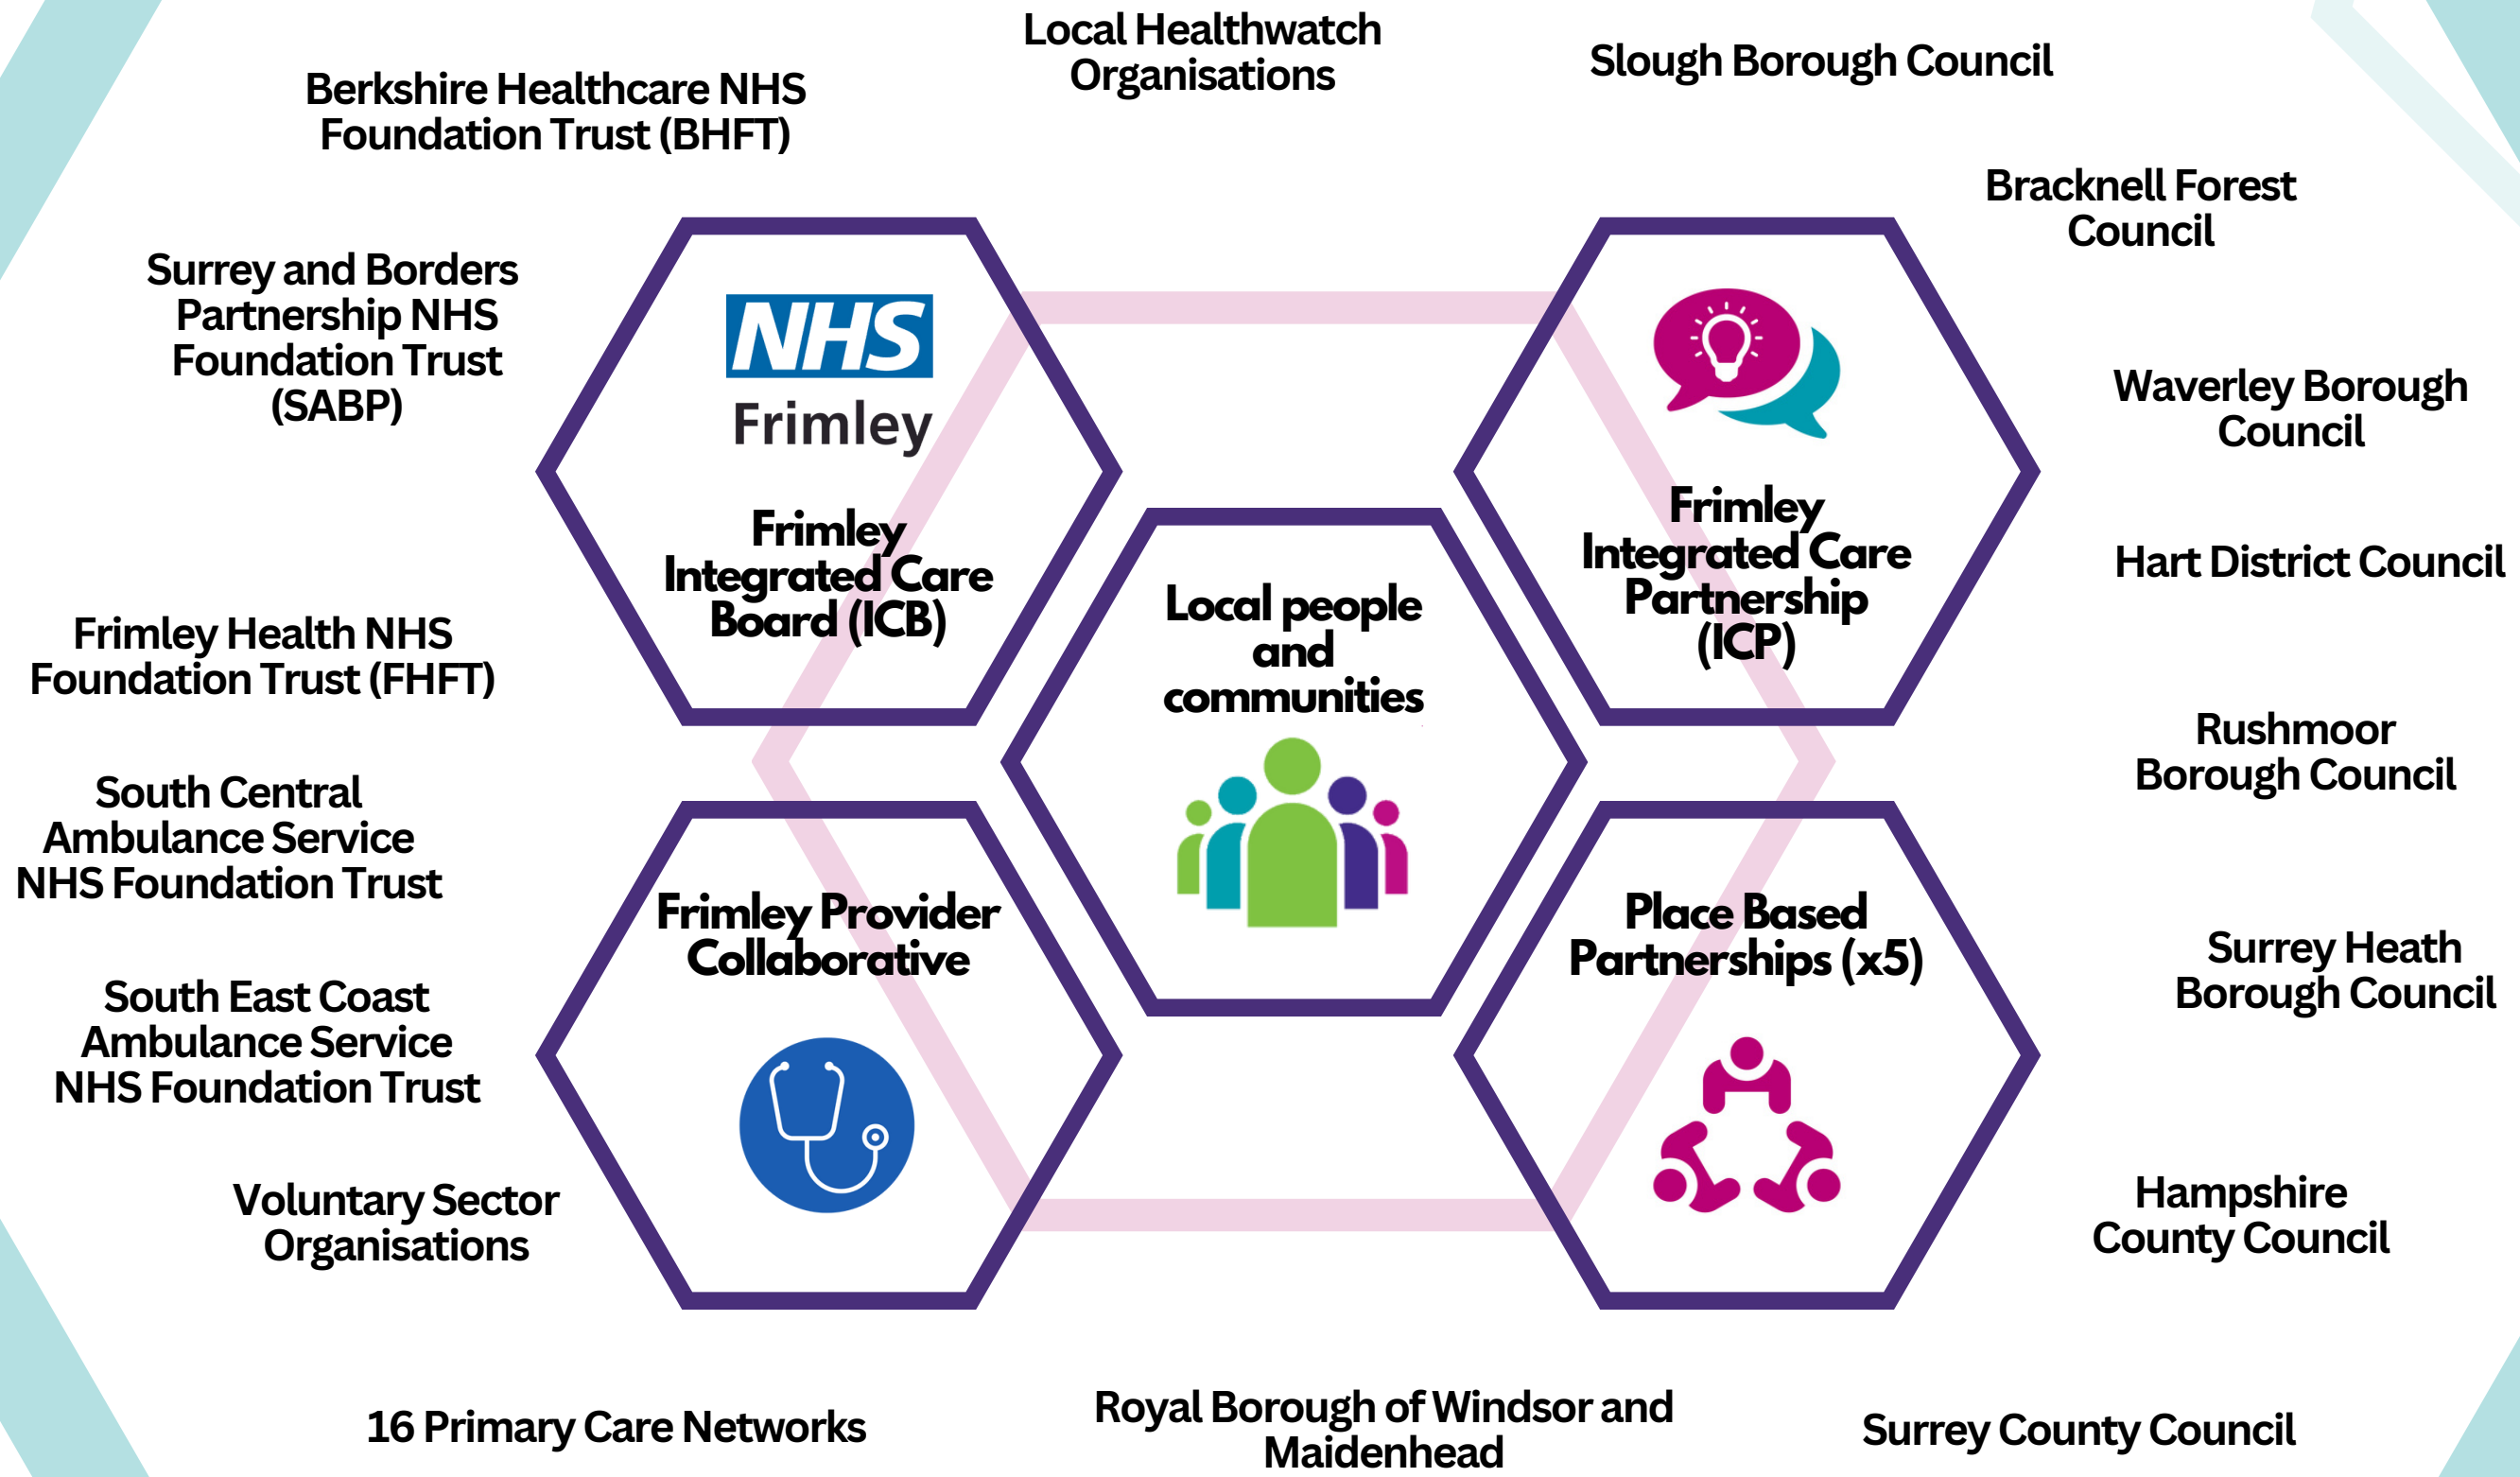 Local Healthwatch
Organisations
Slough Borough Council
Berkshire Healthcare NHS
Foundation Trust (BHFT)
Bracknell Forest
Council
Surrey and Borders
Partnership NHS
Foundation Trust
(SABP)
NHS
Frimley
Frimley
Integrated Care
Board (ICB)
Frimley
Integrated Care
Partnership
(ICP)
Waverley Borough
Council
Hart District Council
Local people
and
communities
Frimley Health NHS
Foundation Trust (FHFT)
Rushmoor
Borough Council
South Central
Ambulance Service
NHS Foundation Trust
Frimley Provider
Collaborative
Place Based
Partnerships (x5)
Surrey Heath
Borough Council
South East Coast
Ambulance Service
NHS Foundation Trust
Voluntary Sector
Organisations
Hampshire
County Council
16 Primary Care Networks
Royal Borough of Windsor and
Maidenhead
Surrey County Council